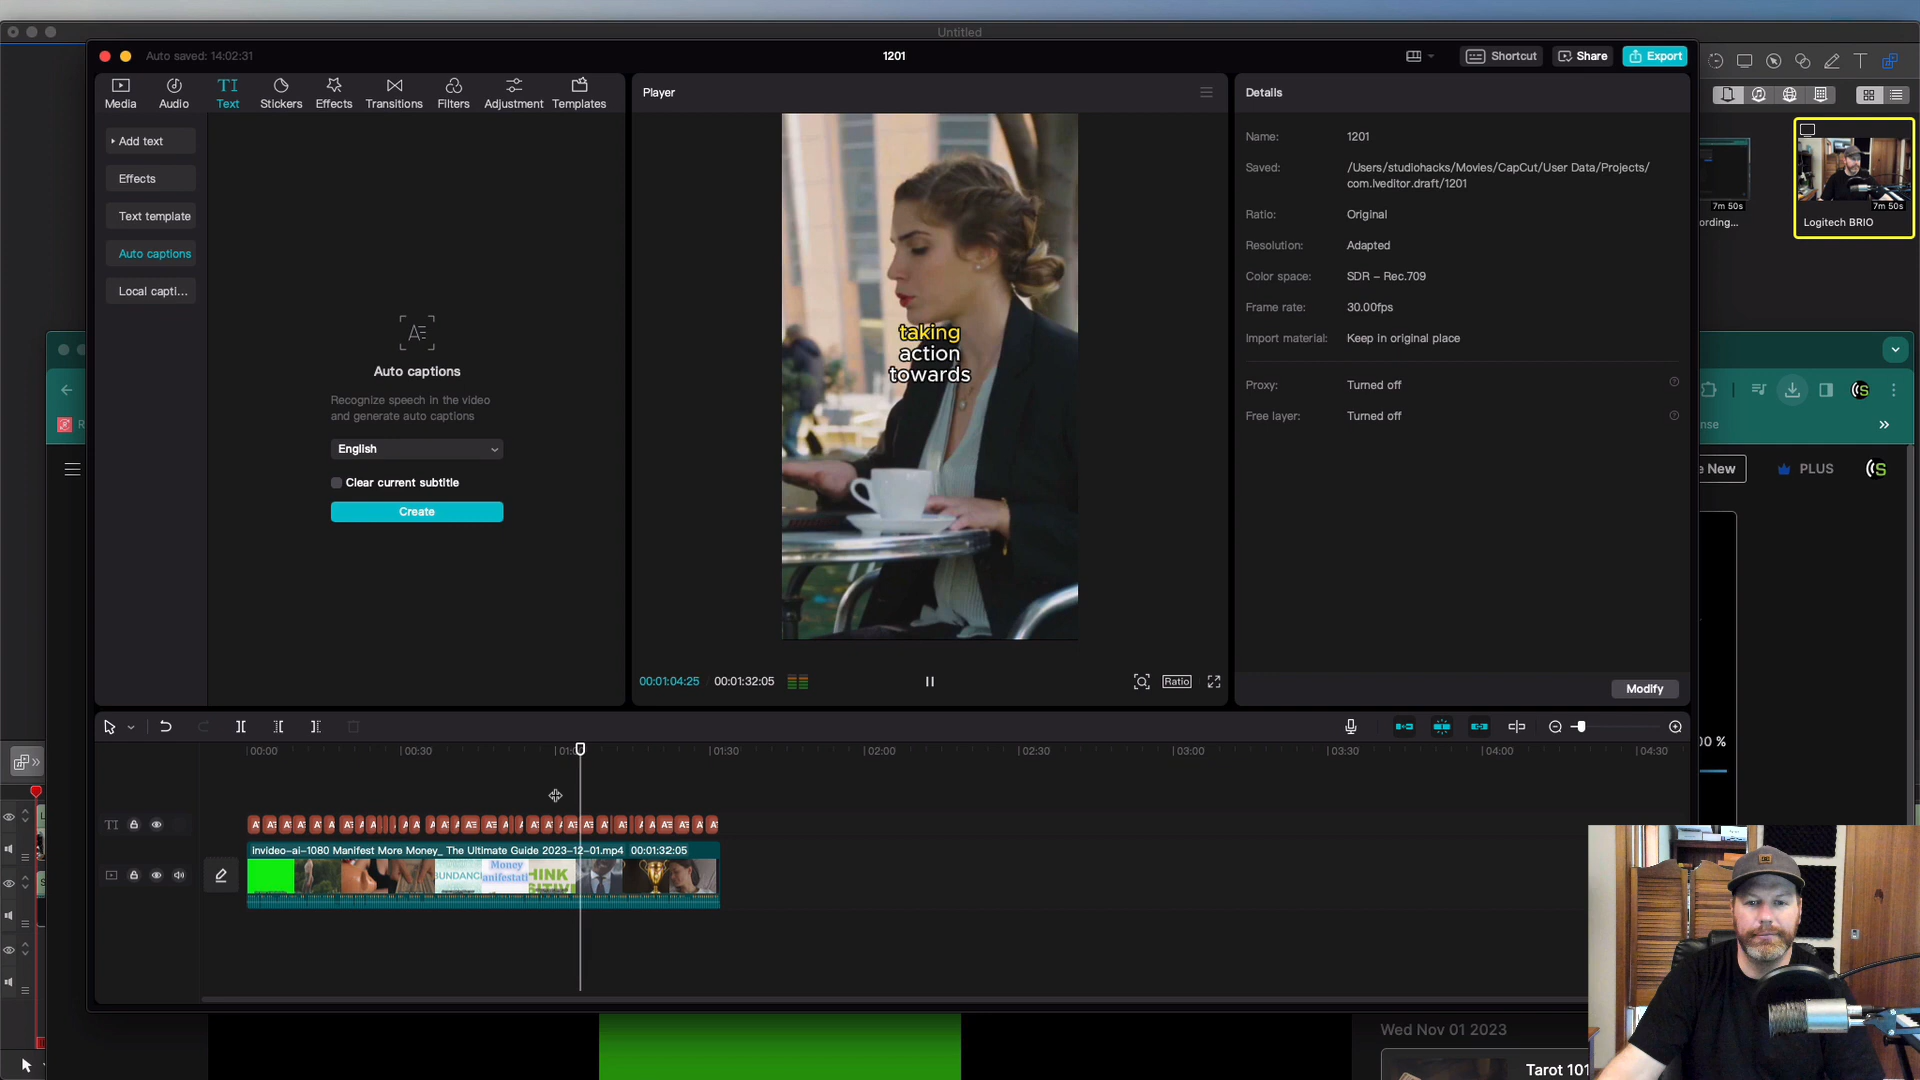 Untitled
Auto saved: 14:02:31
1201
Shortcut
Share
Export
Media
Audio
TI
Text
Stickers
Effects
Transitions
Filters
Adjustment
Templates
Add text
Effects
Text template
Auto captions
Local capti...
Auto captions
Recognize speech in the video
and generate auto captions
English
Clear current subtitle
Create
Player
taking
action
towards
00:01:04:25
00:01:32:05
Ratio
Details
Name: 1201
Saved: /Users/studiohacks/Movies/CapCut/User Data/Projects/
com.lveditor.draft/1201
Ratio: Original
Resolution: Adapted
Color space: SDR – Rec.709
Frame rate: 30.00fps
Import material: Keep in original place
Proxy: Turned off
Free layer: Turned off
Modify
7m 50s
7m 50s
ording...
Logitech BRIO
nse
e New
PLUS
00 %
00:00
00:30
01:30
02:00
02:30
03:00
03:30
04:00
04:30
TI
invideo-ai-1080 Manifest More Money_ The Ultimate Guide 2023-12-01.mp4 00:01:32:05
BUNDANC
Money
anifestati
HINK
SITIV
Wed Nov 01 2023
Tarot 101